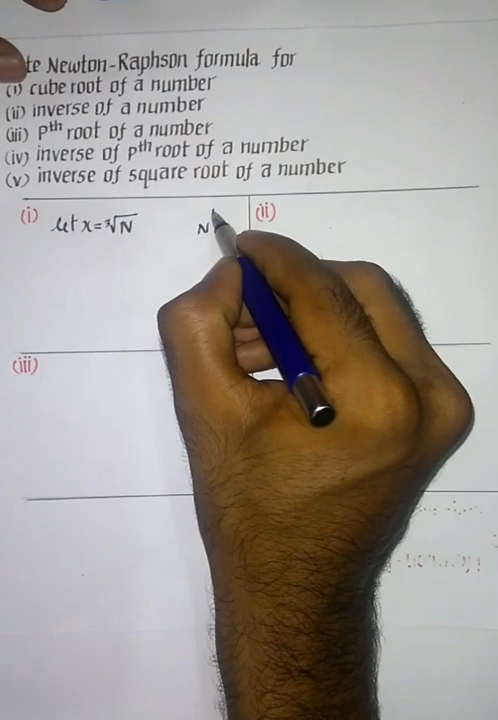 te Newton-Raphson formula for
(i) cube root of a number
(ii) inverse of a number
(iii) pth root of a number
(iv) inverse of pth root of a number
(v) inverse of square root of a number
(i) let x = ³√N N
(ii)
(iii)